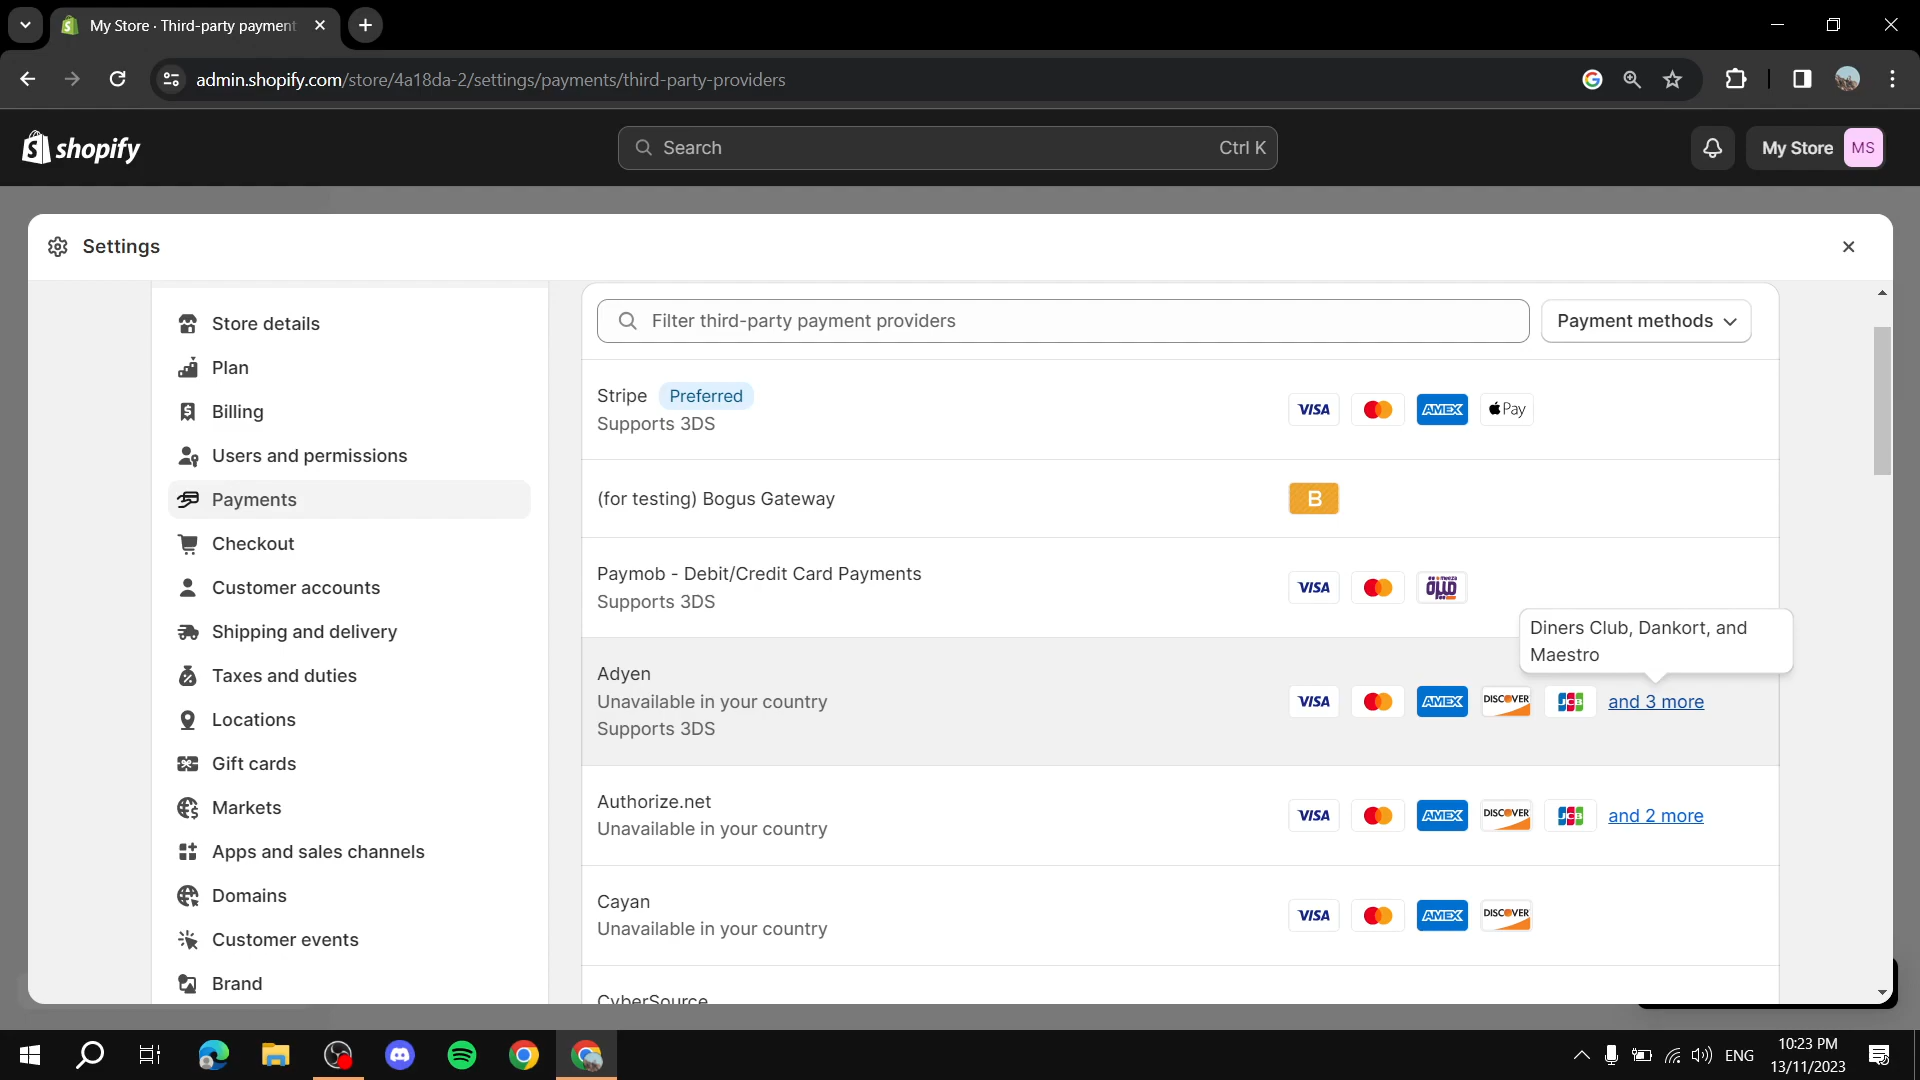 My Store · Third-party payment
admin.shopify.com/store/4a18da-2/settings/payments/third-party-providers
shopify
Search
Ctrl K
My Store
MS
Settings
Store details
Plan
Billing
Users and permissions
Payments
Checkout
Customer accounts
Shipping and delivery
Taxes and duties
Locations
Gift cards
Markets
Apps and sales channels
Domains
Customer events
Brand
Filter third-party payment providers
Payment methods
Stripe Preferred
Supports 3DS
VISA AMEX Pay
(for testing) Bogus Gateway
B
Paymob - Debit/Credit Card Payments
Supports 3DS
VISA
Diners Club, Dankort, and
Maestro
Adyen
Unavailable in your country
Supports 3DS
VISA AMEX DISCOVER JCB and 3 more
Authorize.net
Unavailable in your country
VISA AMEX DISCOVER JCB and 2 more
Cayan
Unavailable in your country
VISA AMEX DISCOVER
CyberSource
ENG
10:23 PM
13/11/2023